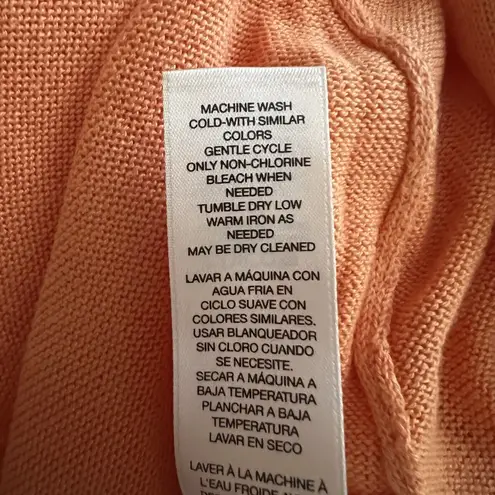 MACHINE WASH
COLD-WITH SIMILAR
COLORS
GENTLE CYCLE
ONLY NON-CHLORINE
BLEACH WHEN
NEEDED
TUMBLE DRY LOW
WARM IRON AS
NEEDED
MAY BE DRY CLEANED
LAVAR A MÁQUINA CON
AGUA FRIA EN
CICLO SUAVE CON
COLORES SIMILARES.
USAR BLANQUEADOR
SIN CLORO CUANDO
SE NECESITE.
SECAR A MÁQUINA A
BAJA TEMPERATURA
PLANCHAR A BAJA
TEMPERATURA
LAVAR EN SECO
LAVER À LA MACHINE À
L'EAU FROIDE